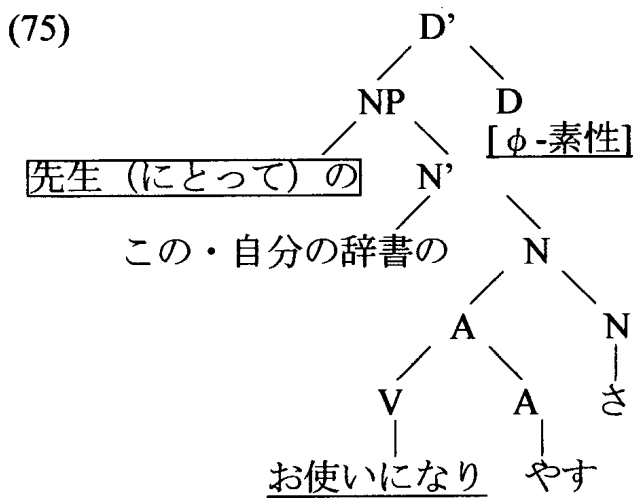 (75)
D’
NP D
[φ-素性]
先生（にとって）の N’
この・自分の辞書の N
A N
V A さ
お使いになり やす